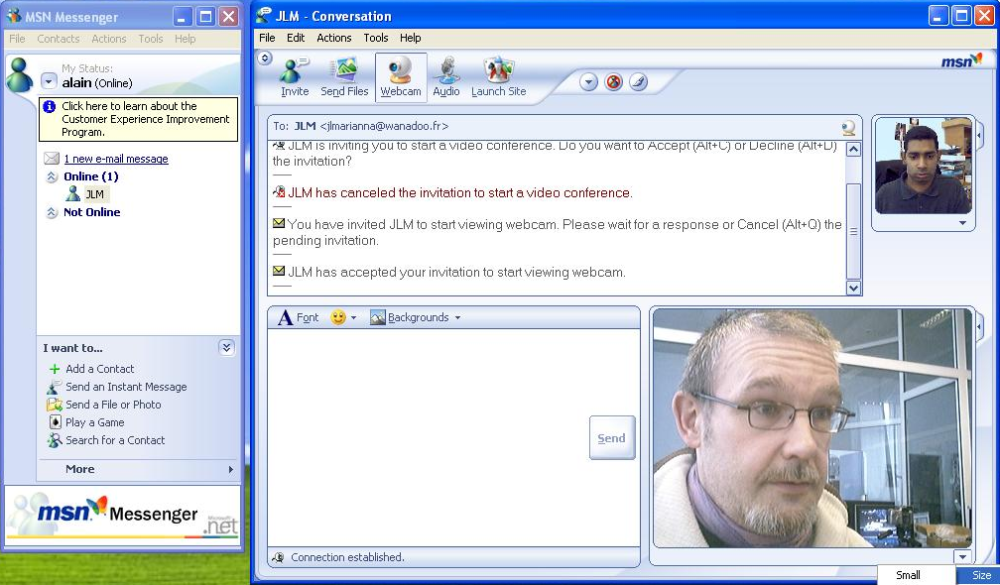 MSN Messenger
File Contacts Actions Tools Help
My Status:
alain (Online)
Click here to learn about the
Customer Experience Improvement
Program.
1 new e-mail message
Online (1)
JLM
Not Online
I want to...
Add a Contact
Send an Instant Message
Send a File or Photo
Play a Game
Search for a Contact
More
msn Messenger
Microsoft
.net
JLM - Conversation
File Edit Actions Tools Help
Invite Send Files Webcam Audio Launch Site
msn
To: JLM <jlmarianna@wanadoo.fr>
JLM is inviting you to start a video conference. Do you want to Accept (Alt+C) or Decline (Alt+D)
the invitation?
JLM has canceled the invitation to start a video conference.
You have invited JLM to start viewing webcam. Please wait for a response or Cancel (Alt+Q) the
pending invitation.
JLM has accepted your invitation to start viewing webcam.
A Font Backgrounds
Send
Connection established.
Small Size